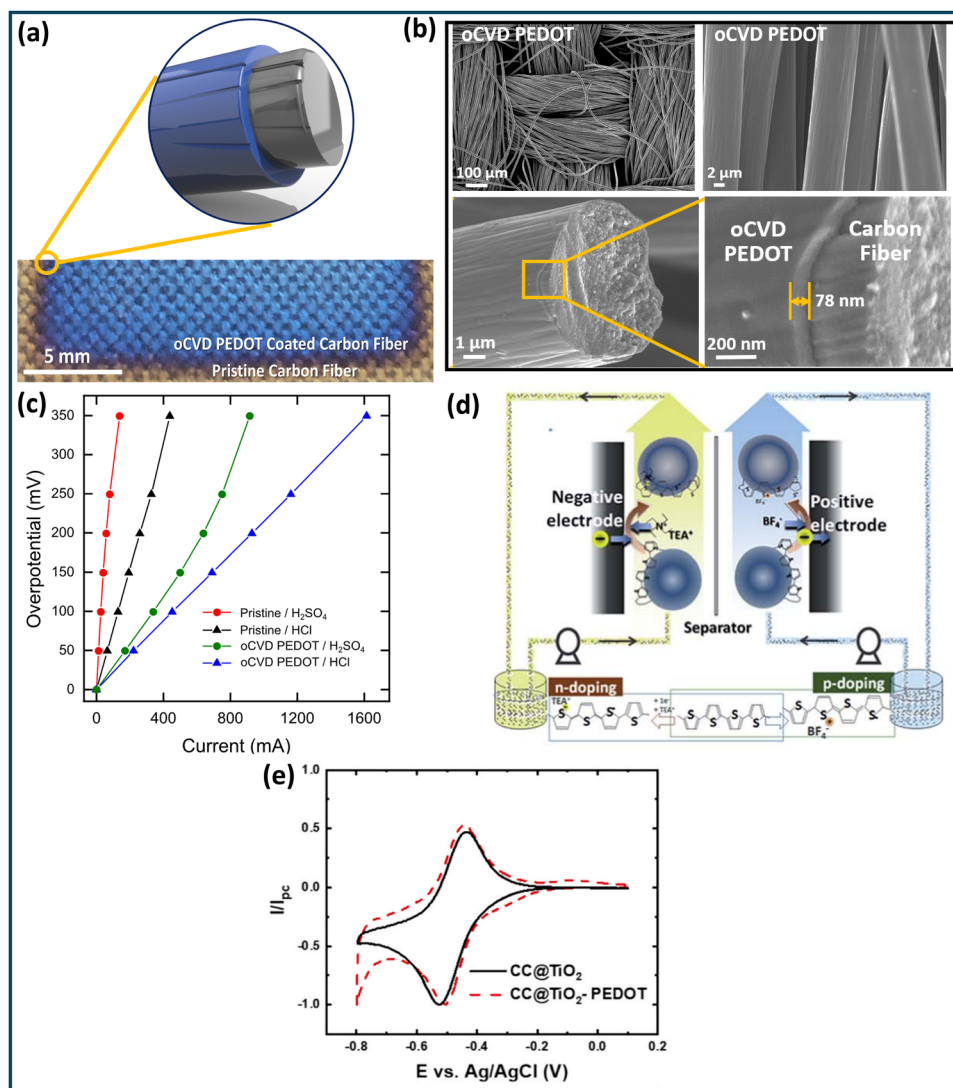 (a)
oCVD PEDOT Coated Carbon Fiber
Pristine Carbon Fiber
5 mm
(b)
oCVD PEDOT
100 µm
oCVD PEDOT
2 µm
1 µm
oCVD
PEDOT
Carbon
Fiber
78 nm
200 nm
(c)
Overpotential (mV)
350
300
250
200
150
100
50
0
Pristine / H₂SO₄
Pristine / HCl
oCVD PEDOT / H₂SO₄
oCVD PEDOT / HCl
0 400 800 1200 1600
Current (mA)
(d)
Negative
electrode
N⁺
TEA⁺
BF₄⁻
BF₄⁻
Positive
electrode
Separator
n-doping
p-doping
TEA⁺
+ 1e⁻
+ TEA⁺
S S S S
S S S S
S S S S
BF₄⁻
(e)
I/Ipc
1.0
0.5
0.0
-0.5
-1.0
CC@TiO₂
CC@TiO₂- PEDOT
-0.8 -0.6 -0.4 -0.2 0.0 0.2
E vs. Ag/AgCl (V)